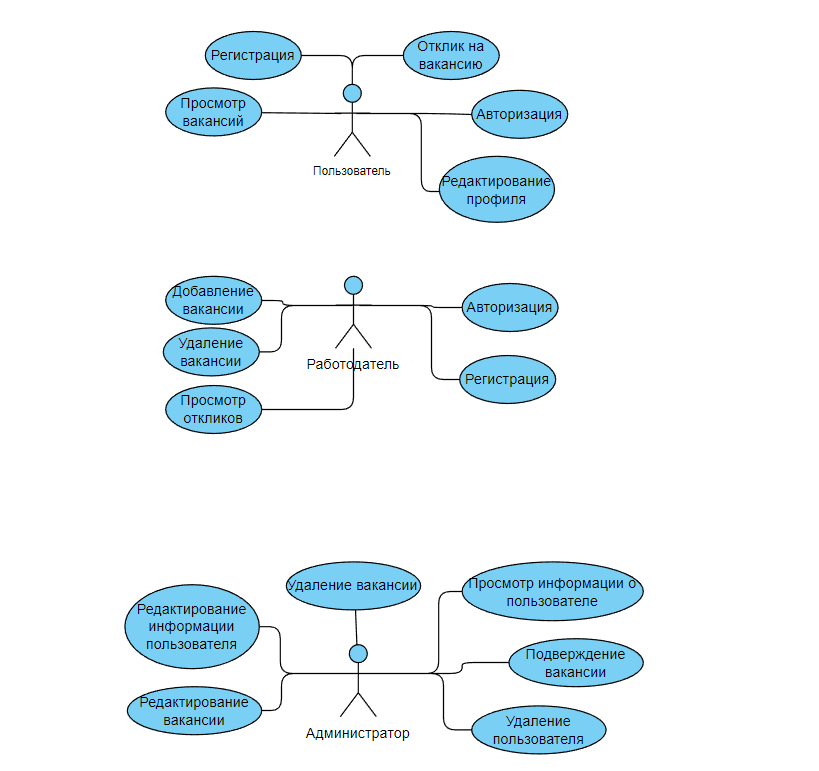 Регистрация
Отклик на
вакансию
Просмотр
вакансий
Авторизация
Пользователь
Редактирование
профиля
Добавление
вакансии
Удаление
вакансии
Просмотр
откликов
Работодатель
Авторизация
Регистрация
Удаление вакансии
Просмотр информации о
пользователе
Редактирование
информации
пользователя
Подверждение
вакансии
Редактирование
вакансии
Администратор
Удаление
пользователя